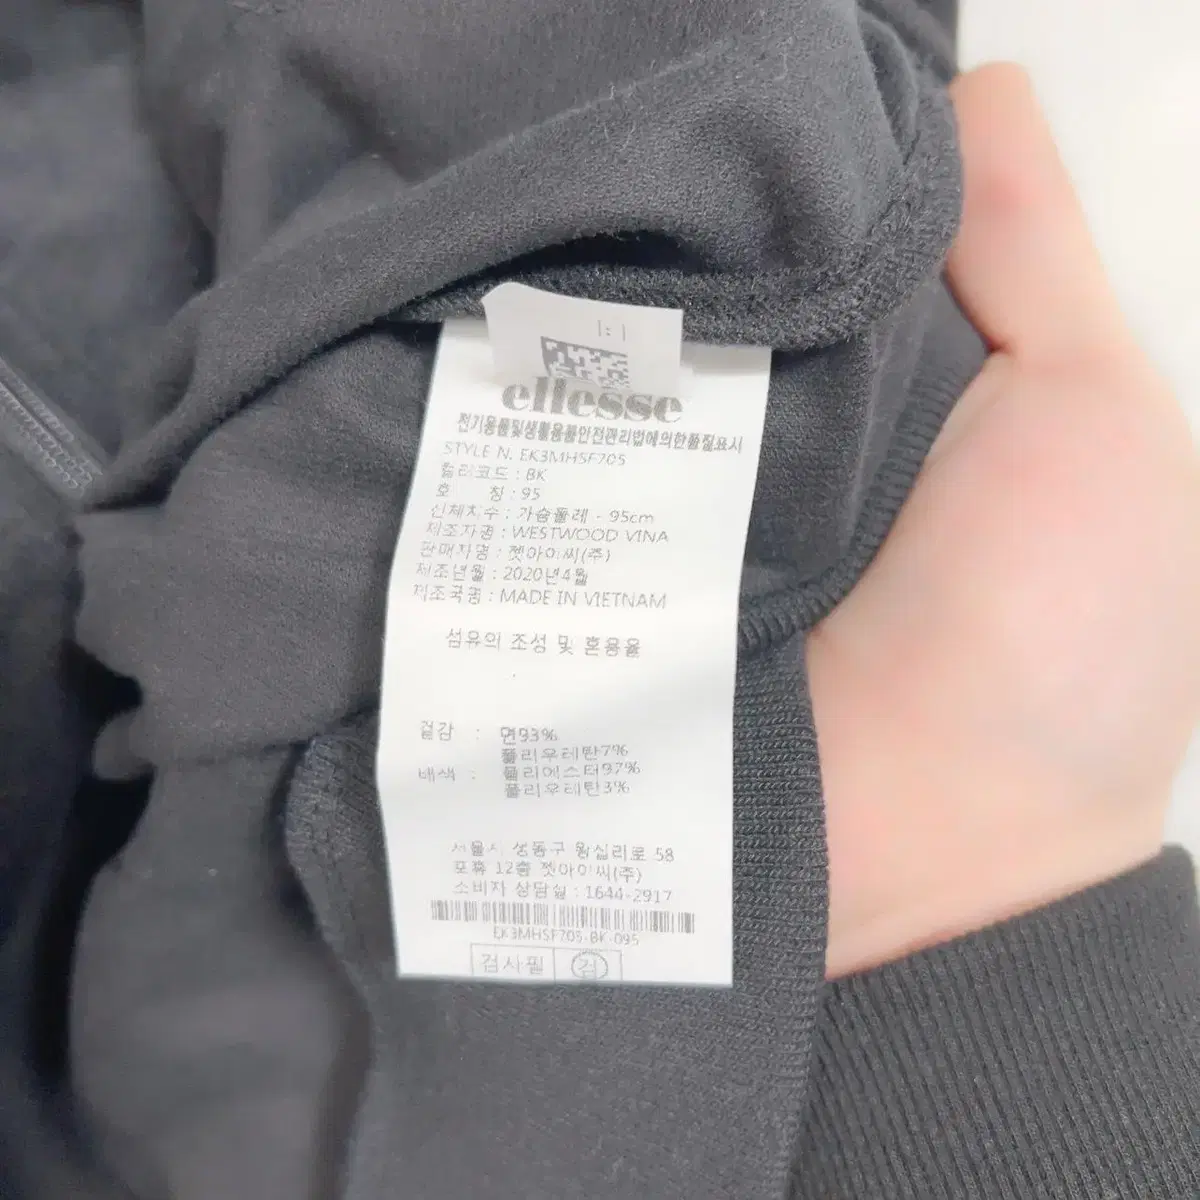 1:1
ellesse
전기용품및생활용품안전관리법에의한품질표시
STYLE N. EK3MHSF705
컬러코드 : BK
호 칭 : 95
신체치수 : 가슴둘레 - 95cm
제조자명 : WESTWOOD VINA
판매자명 : 젯아이씨(주)
제조년월 : 2020년4월
제조국명 : MADE IN VIETNAM
섬유의 조성 및 혼용율
겉감 : 면93%
폴리우레탄7%
배색 : 폴리에스터97%
폴리우레탄3%
서울시 성동구 왕십리로 58
포휴 12층 젯아이씨(주)
소비자 상담실 : 1644-2917
EK3MHSF705-BK-095
검사필 검